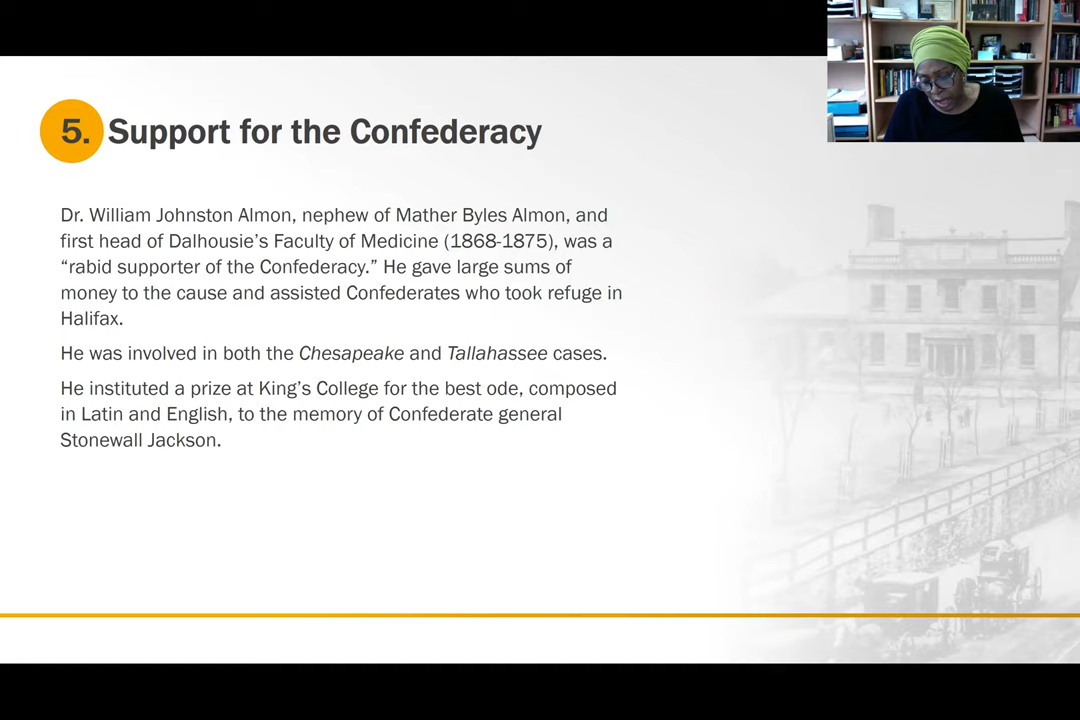 5. Support for the Confederacy
Dr. William Johnston Almon, nephew of Mather Byles Almon, and
first head of Dalhousie’s Faculty of Medicine (1868-1875), was a
“rabid supporter of the Confederacy.” He gave large sums of
money to the cause and assisted Confederates who took refuge in
Halifax.
He was involved in both the Chesapeake and Tallahassee cases.
He instituted a prize at King’s College for the best ode, composed
in Latin and English, to the memory of Confederate general
Stonewall Jackson.